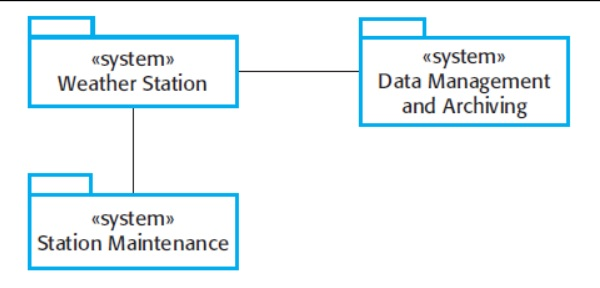 «system»
Weather Station
«system»
Data Management
and Archiving
«system»
Station Maintenance